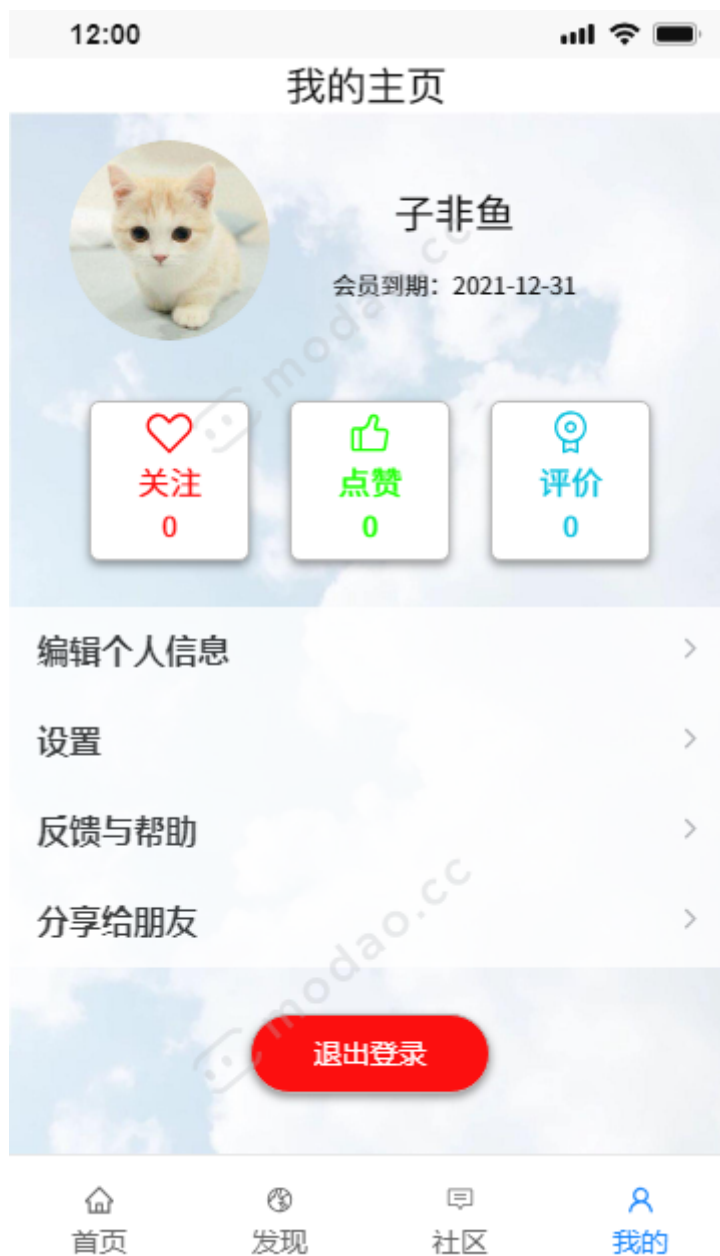 12:00
我的主页
子非鱼
会员到期：2021-12-31
关注
0
点赞
0
评价
0
编辑个人信息
设置
反馈与帮助
分享给朋友
退出登录
首页
发现
社区
我的
modao.cc
modao.cc